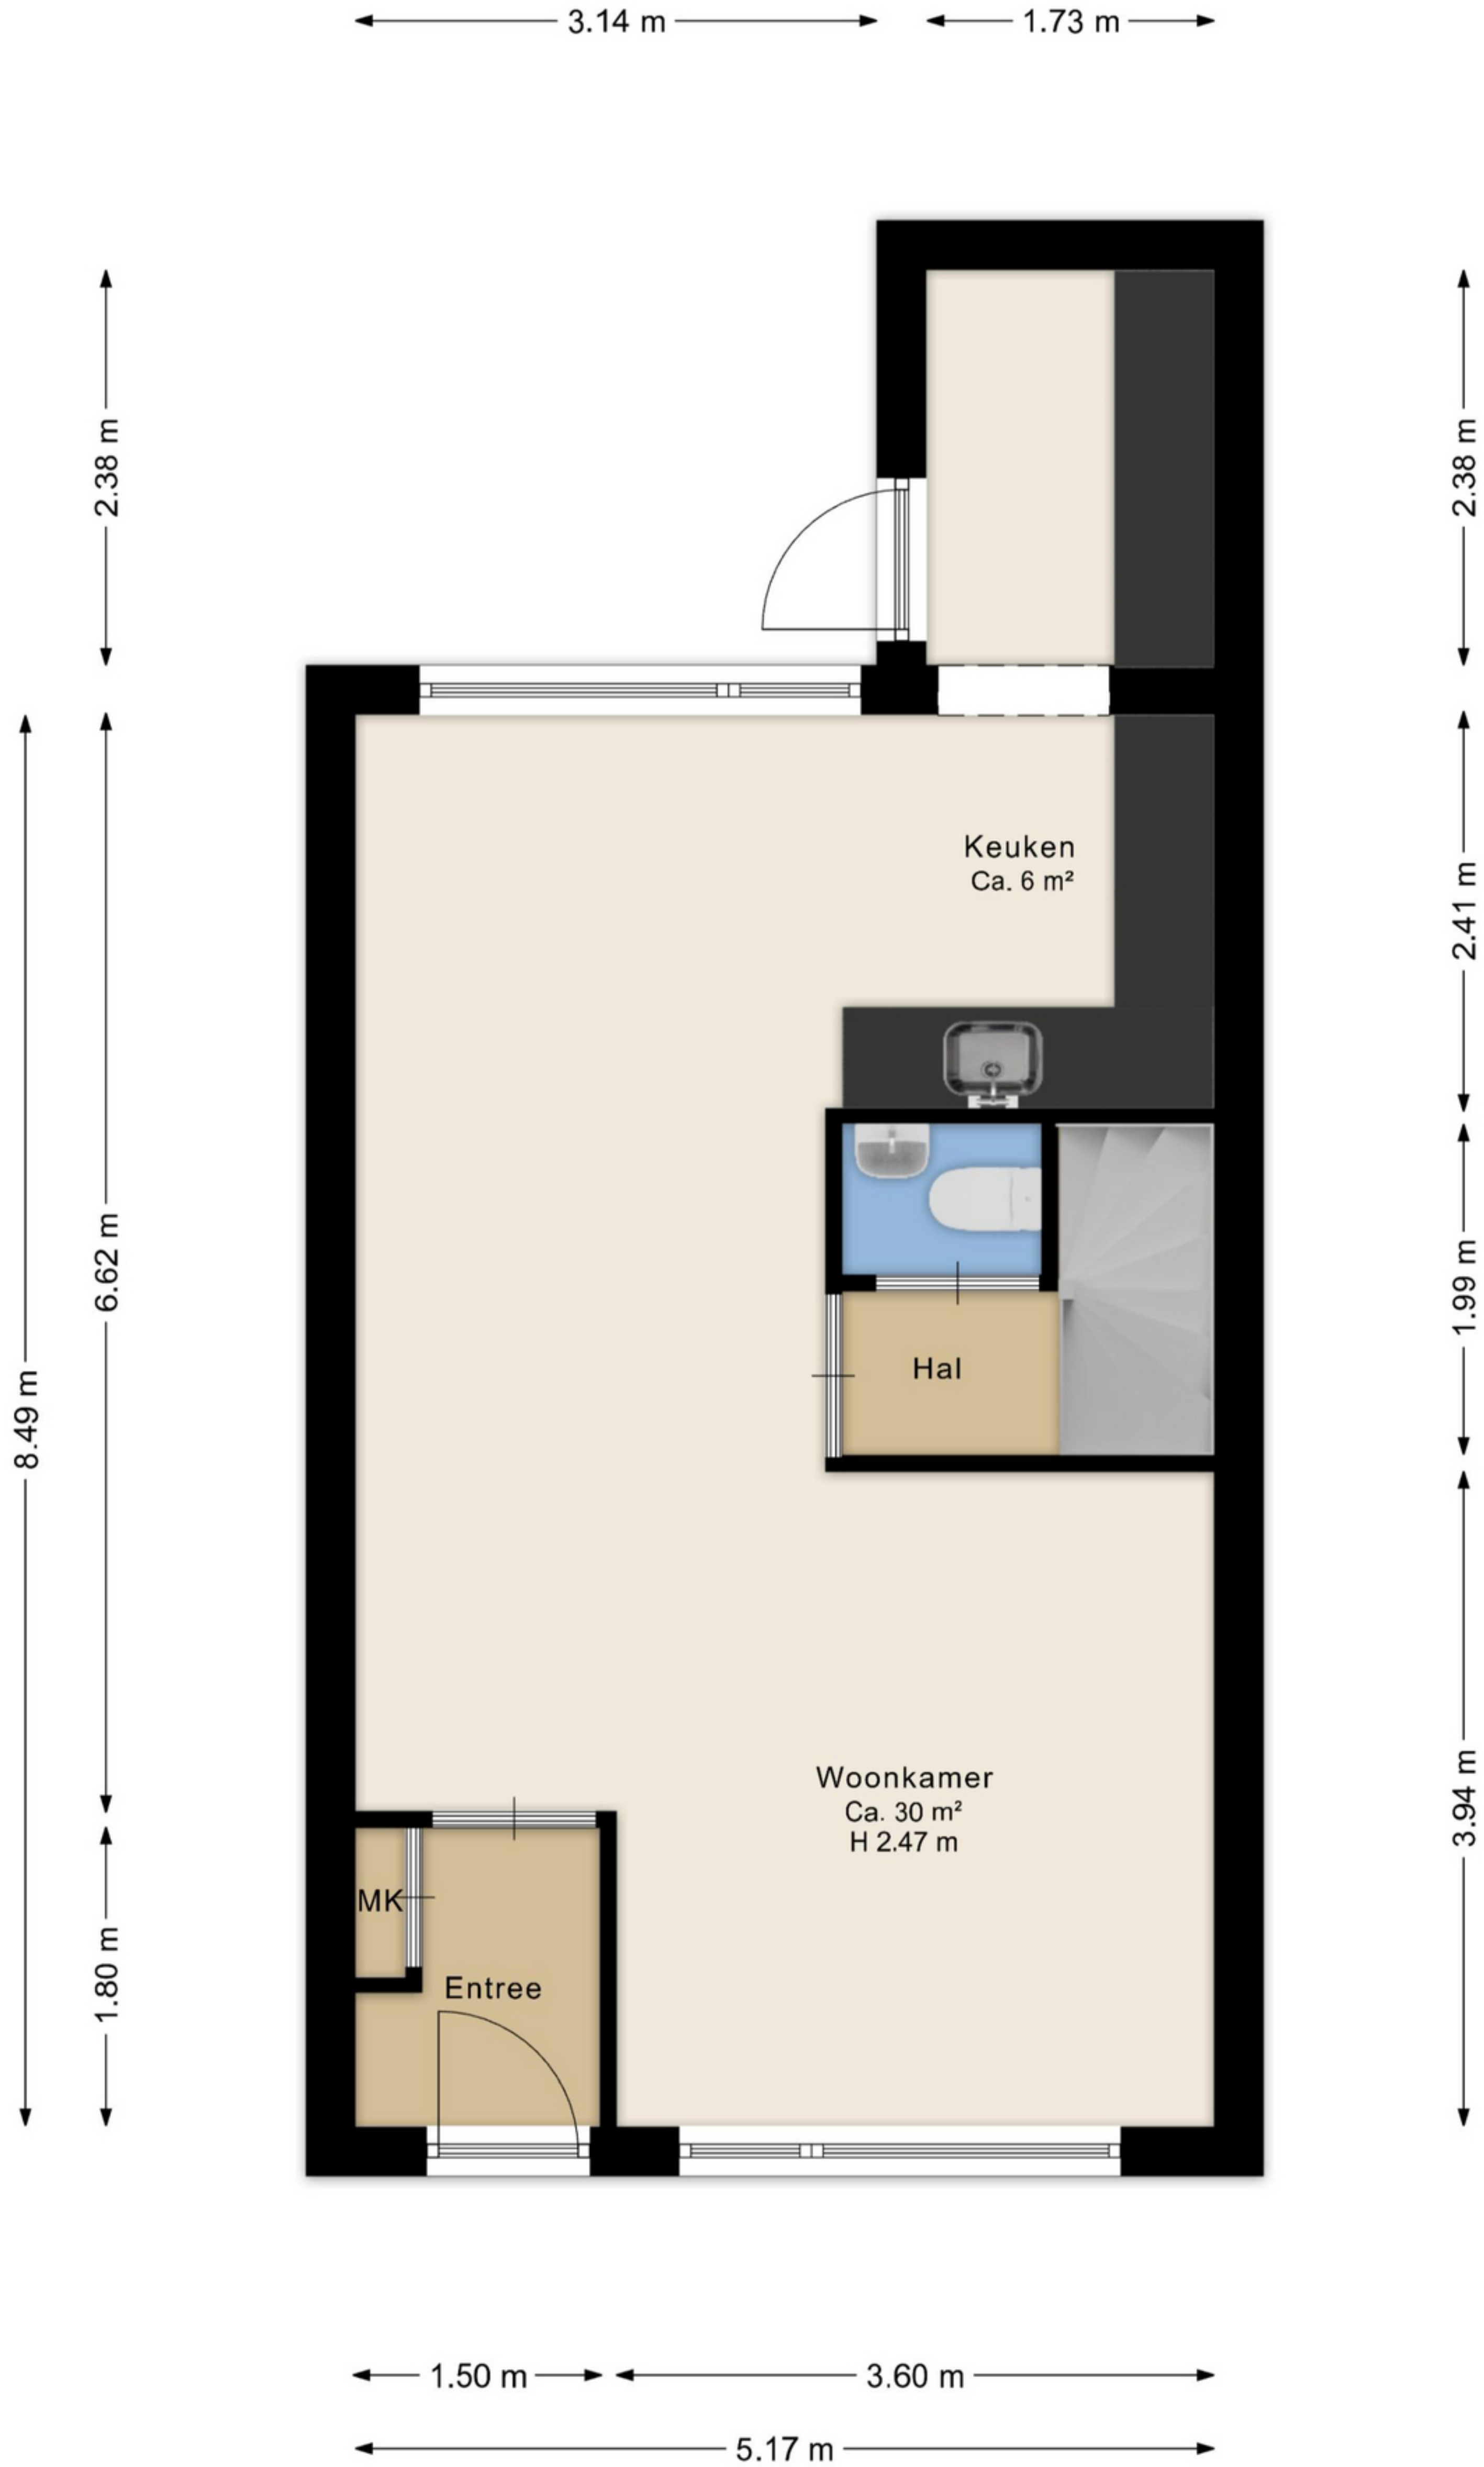 3.14 m
1.73 m
2.38 m
2.38 m
Keuken
Ca. 6 m²
2.41 m
6.62 m
1.99 m
8.49 m
Hal
Woonkamer
Ca. 30 m²
H 2.47 m
3.94 m
MK
1.80 m
Entree
1.50 m
3.60 m
5.17 m